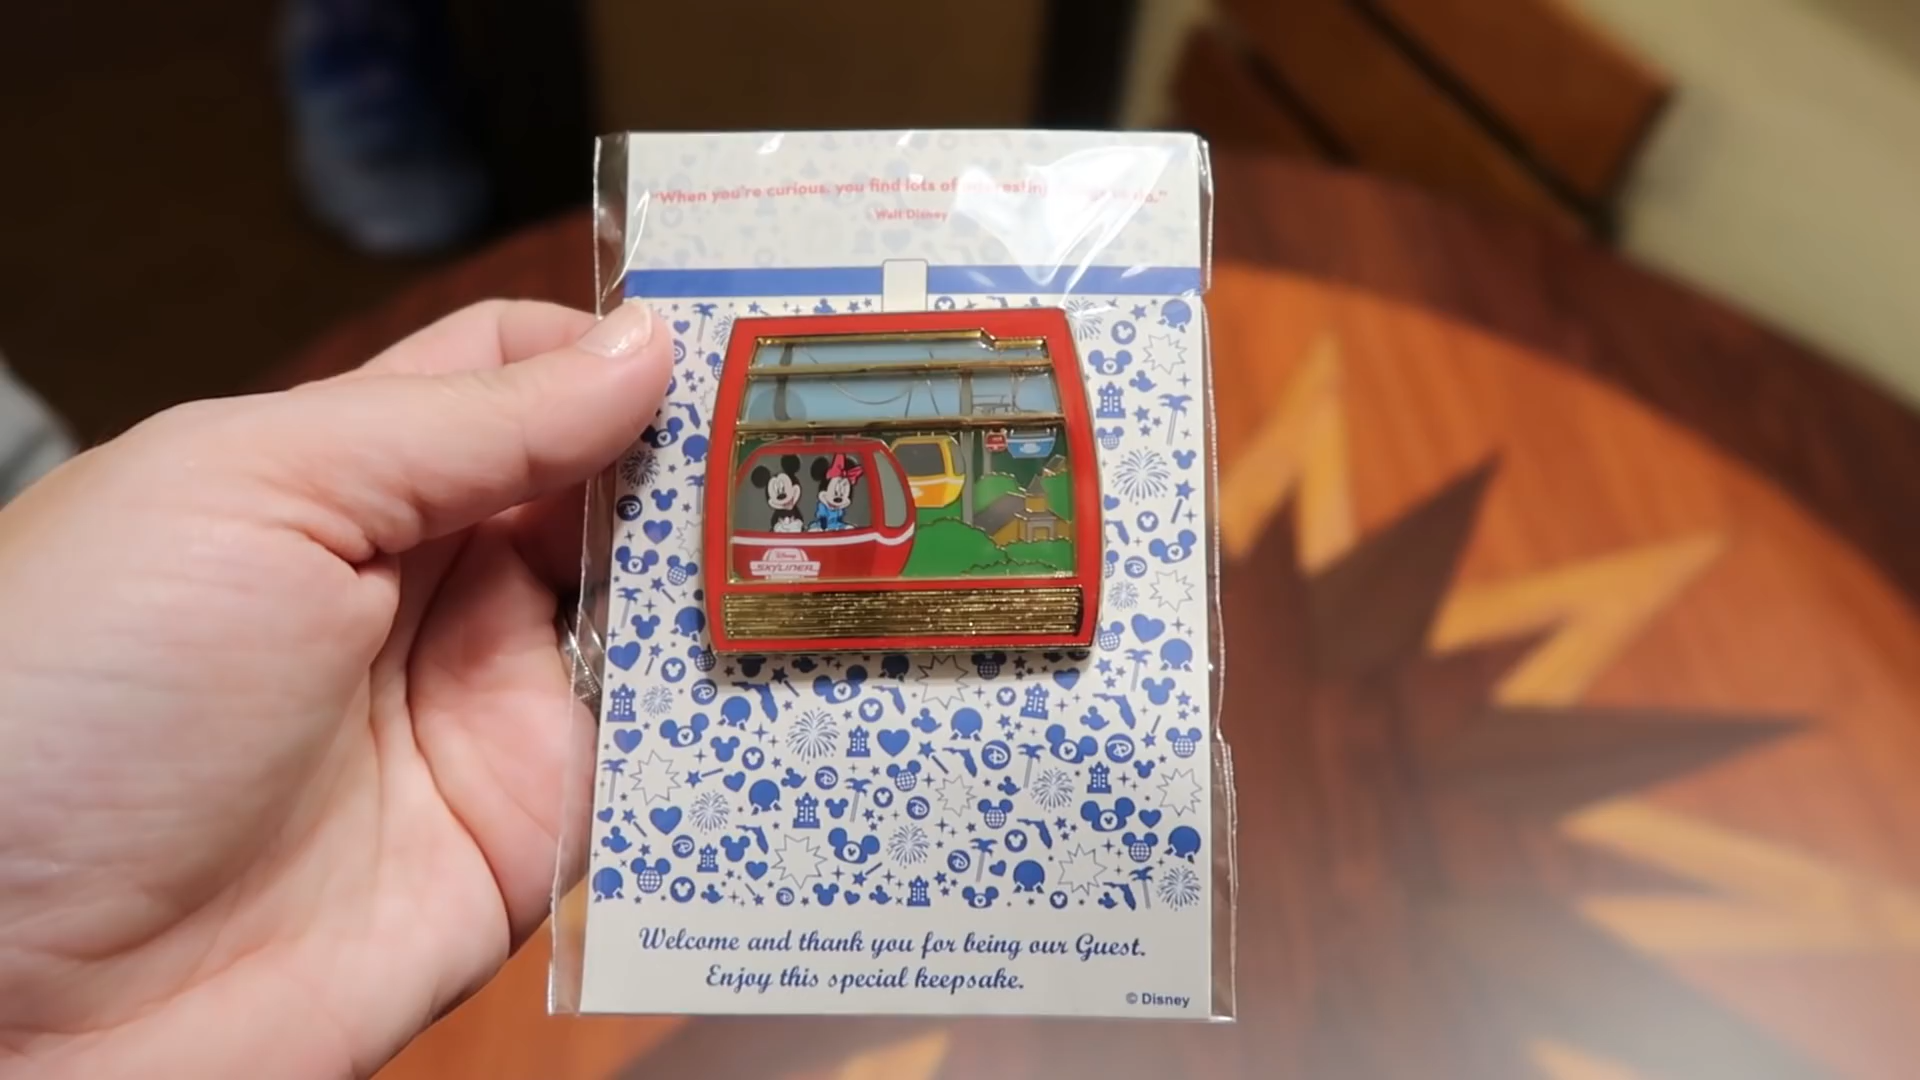 "When you're curious, you find lots of interesting
Walt Disney
Disney
SKYLINER
Welcome and thank you for being our Guest.
Enjoy this special keepsake.
© Disney